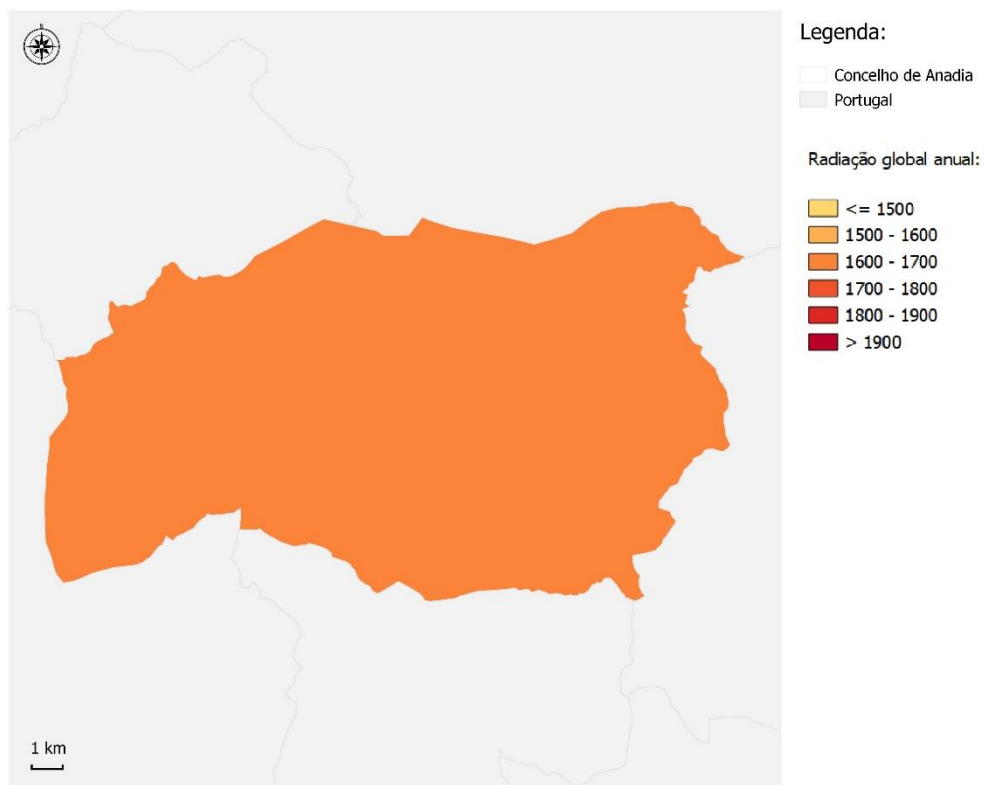 N
Legenda:
Concelho de Anadia
Portugal
Radiação global anual:
<= 1500
1500 - 1600
1600 - 1700
1700 - 1800
1800 - 1900
> 1900
1 km